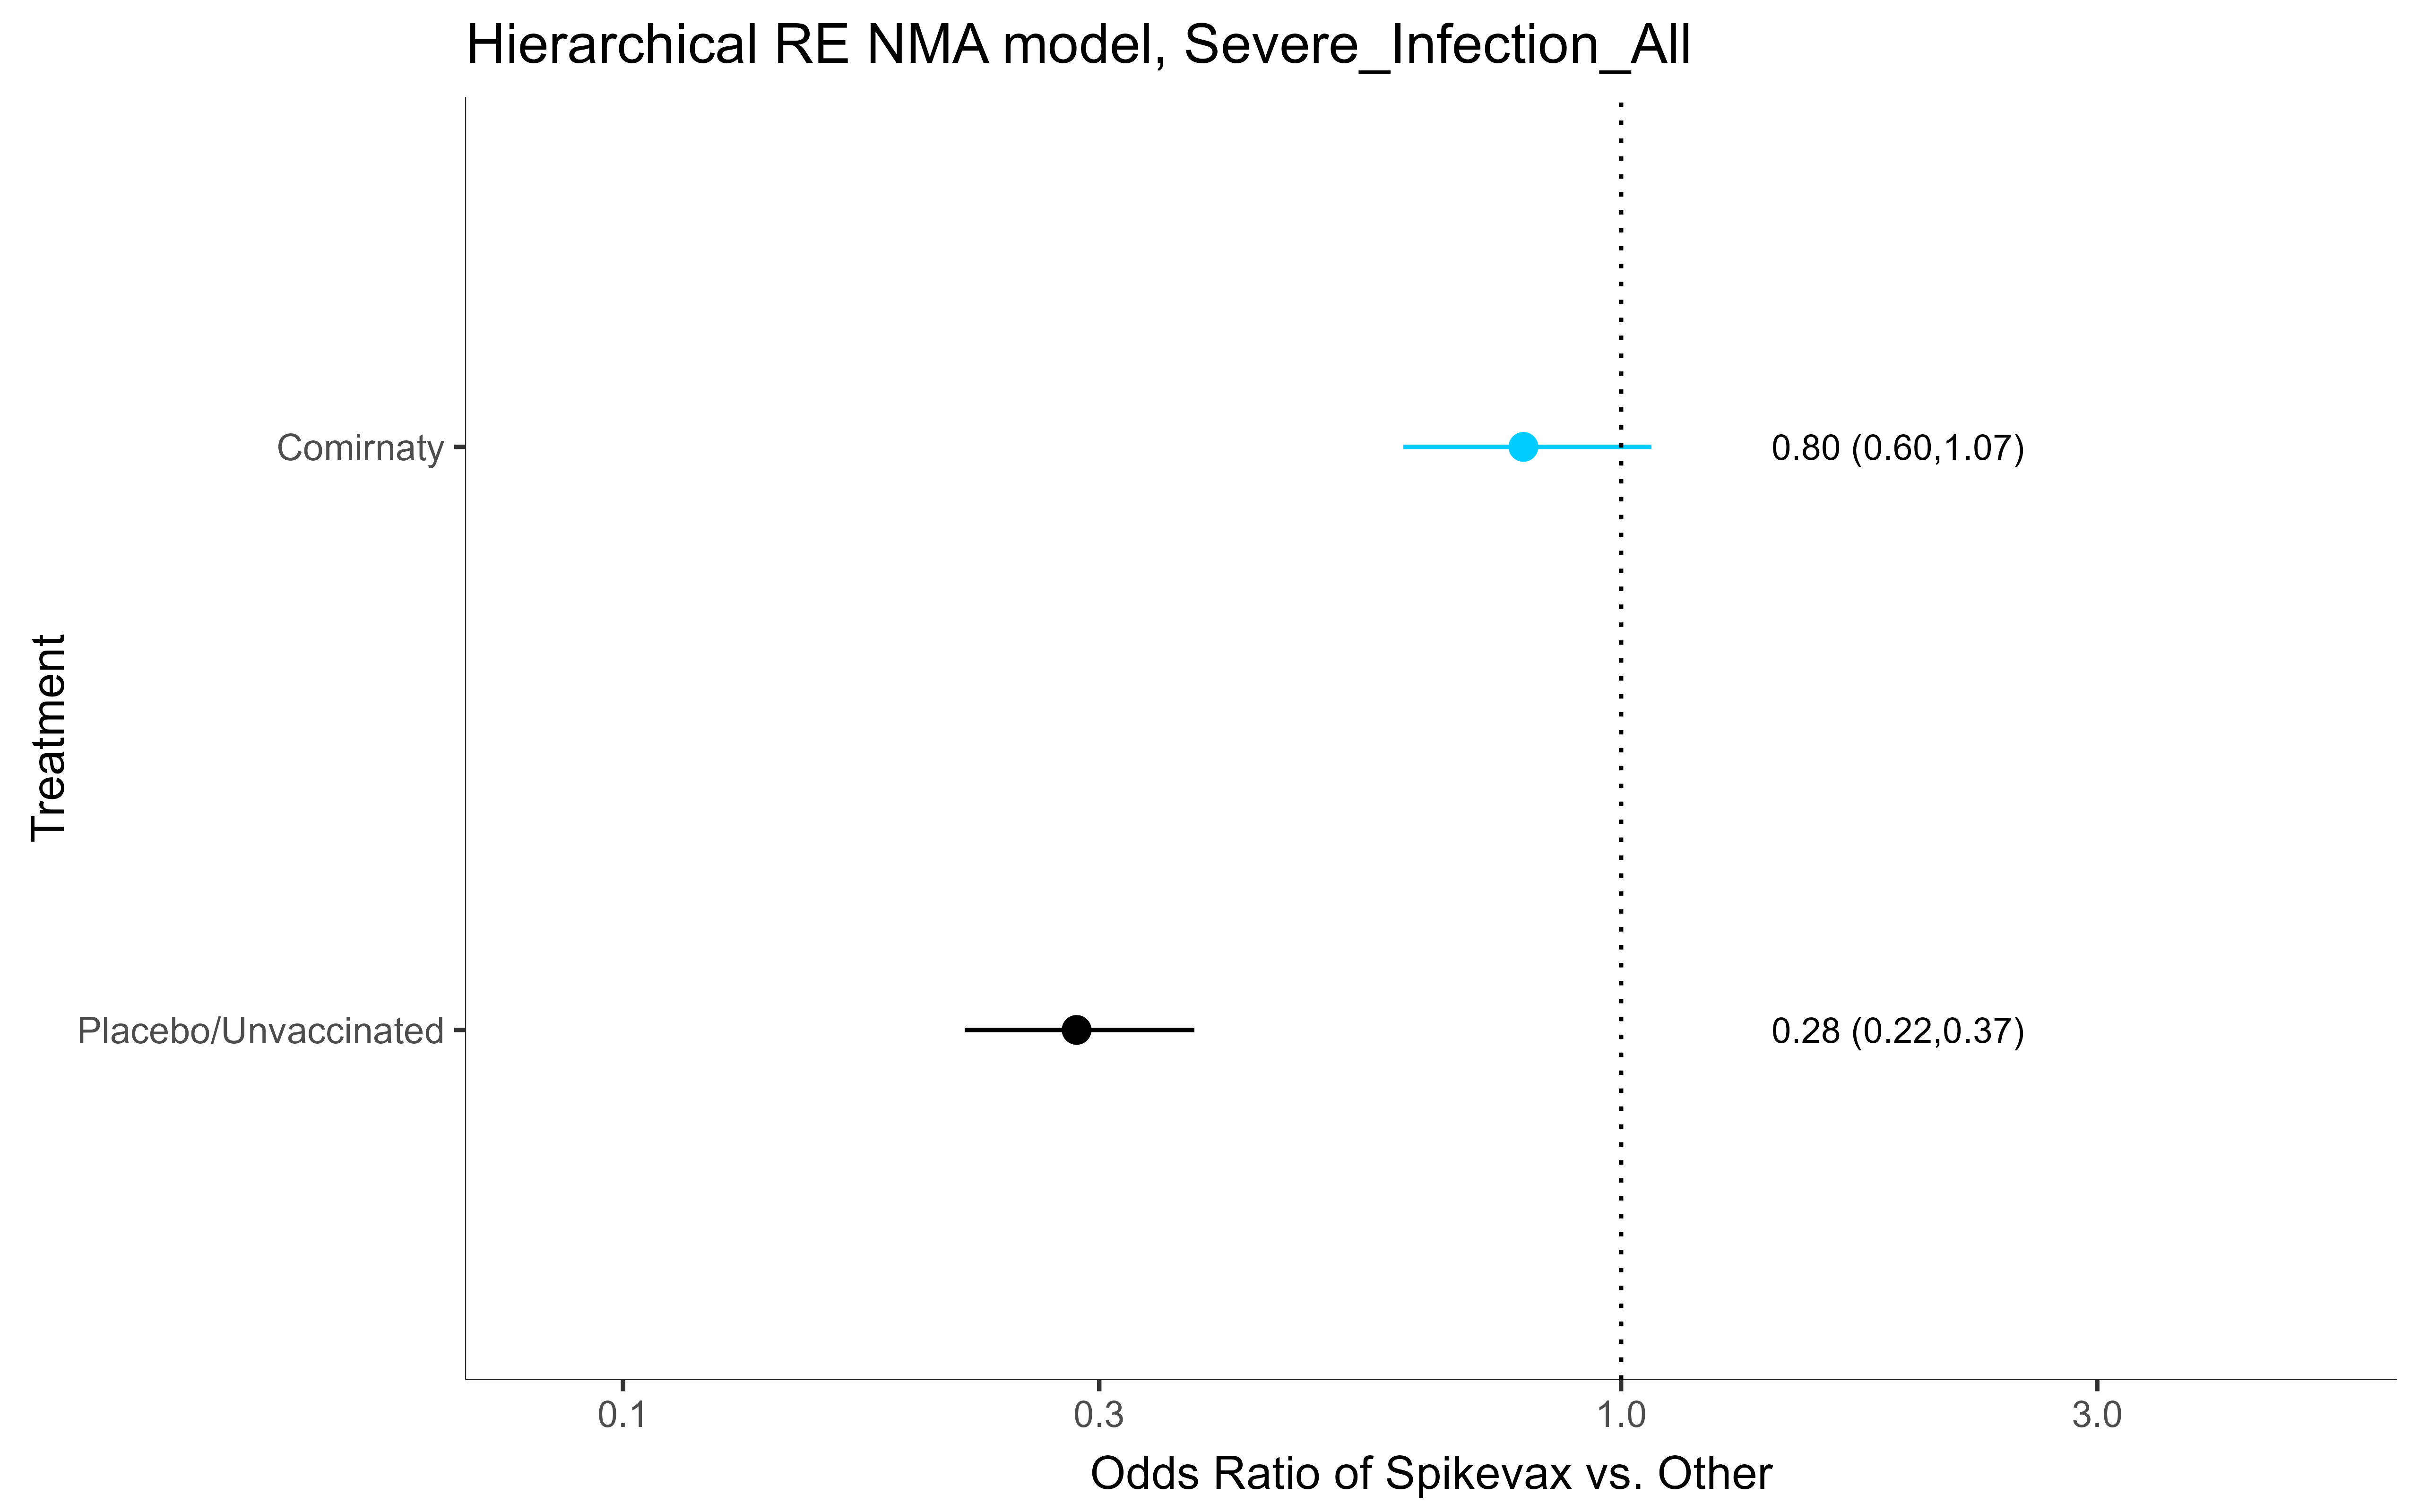 Hierarchical RE NMA model, Severe_Infection_All
Treatment
Comirnaty
0.80 (0.60,1.07)
Placebo/Unvaccinated
0.28 (0.22,0.37)
0.1
0.3
1.0
3.0
Odds Ratio of Spikevax vs. Other